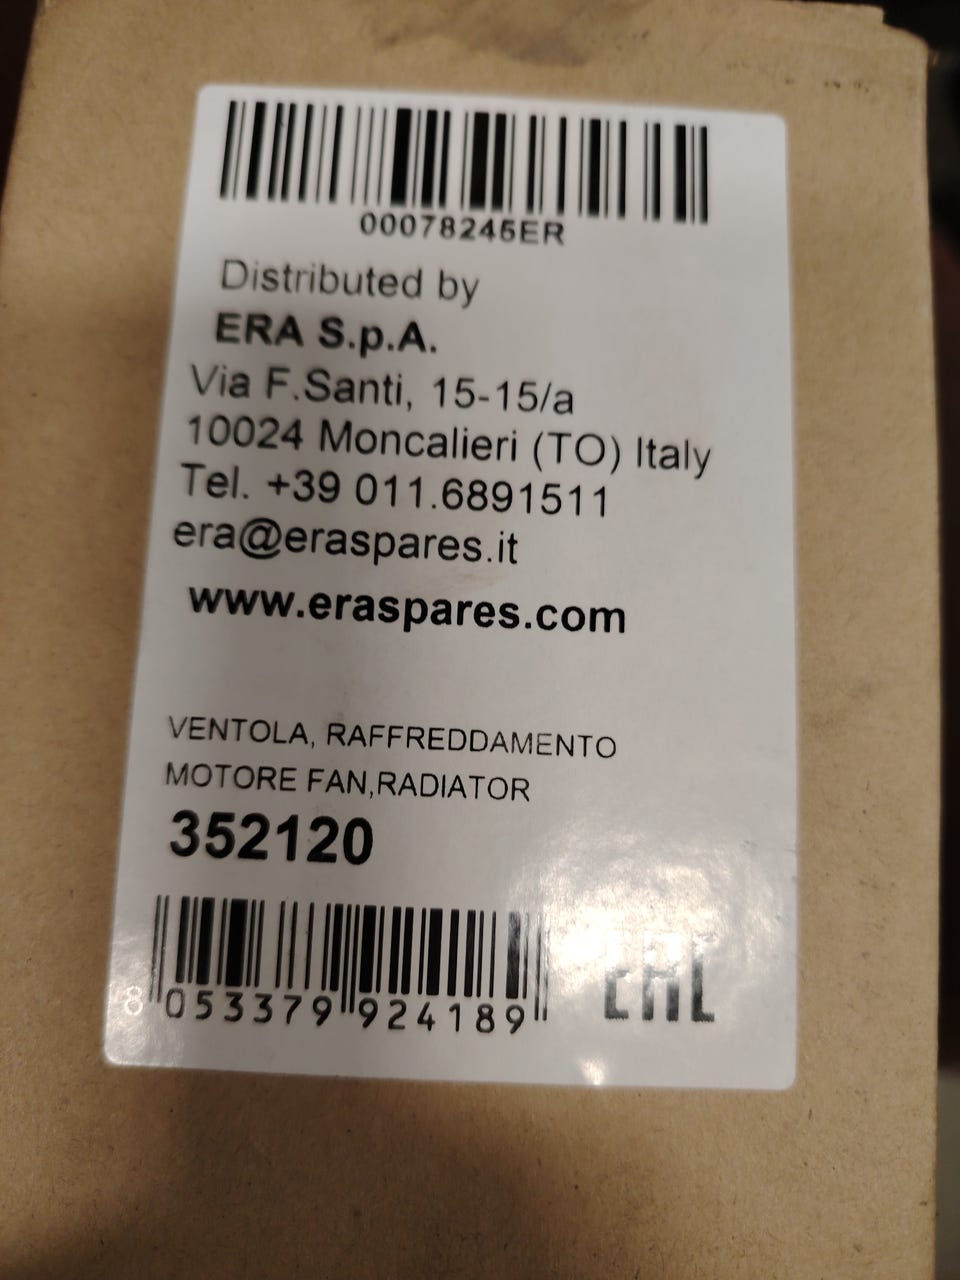 00078245ER
Distributed by
ERA S.p.A.
Via F.Santi, 15-15/a
10024 Moncalieri (TO) Italy
Tel. +39 011.6891511
era@eraspares.it
www.eraspares.com
VENTOLA, RAFFREDDAMENTO
MOTORE FAN,RADIATOR
352120
8 053379 924189
EAC